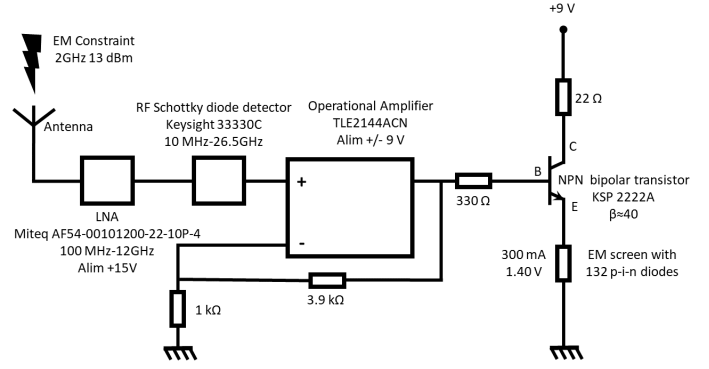 +9 V
EM Constraint
2GHz 13 dBm
Antenna
RF Schottky diode detector
Keysight 33330C
10 MHz-26.5GHz
Operational Amplifier
TLE2144ACN
Alim +/- 9 V
22 Ω
C
B
E
NPN bipolar transistor
KSP 2222A
β≈40
+
-
330 Ω
LNA
Miteq AF54-00101200-22-10P-4
100 MHz-12GHz
Alim +15V
300 mA
1.40 V
EM screen with
132 p-i-n diodes
3.9 kΩ
1 kΩ